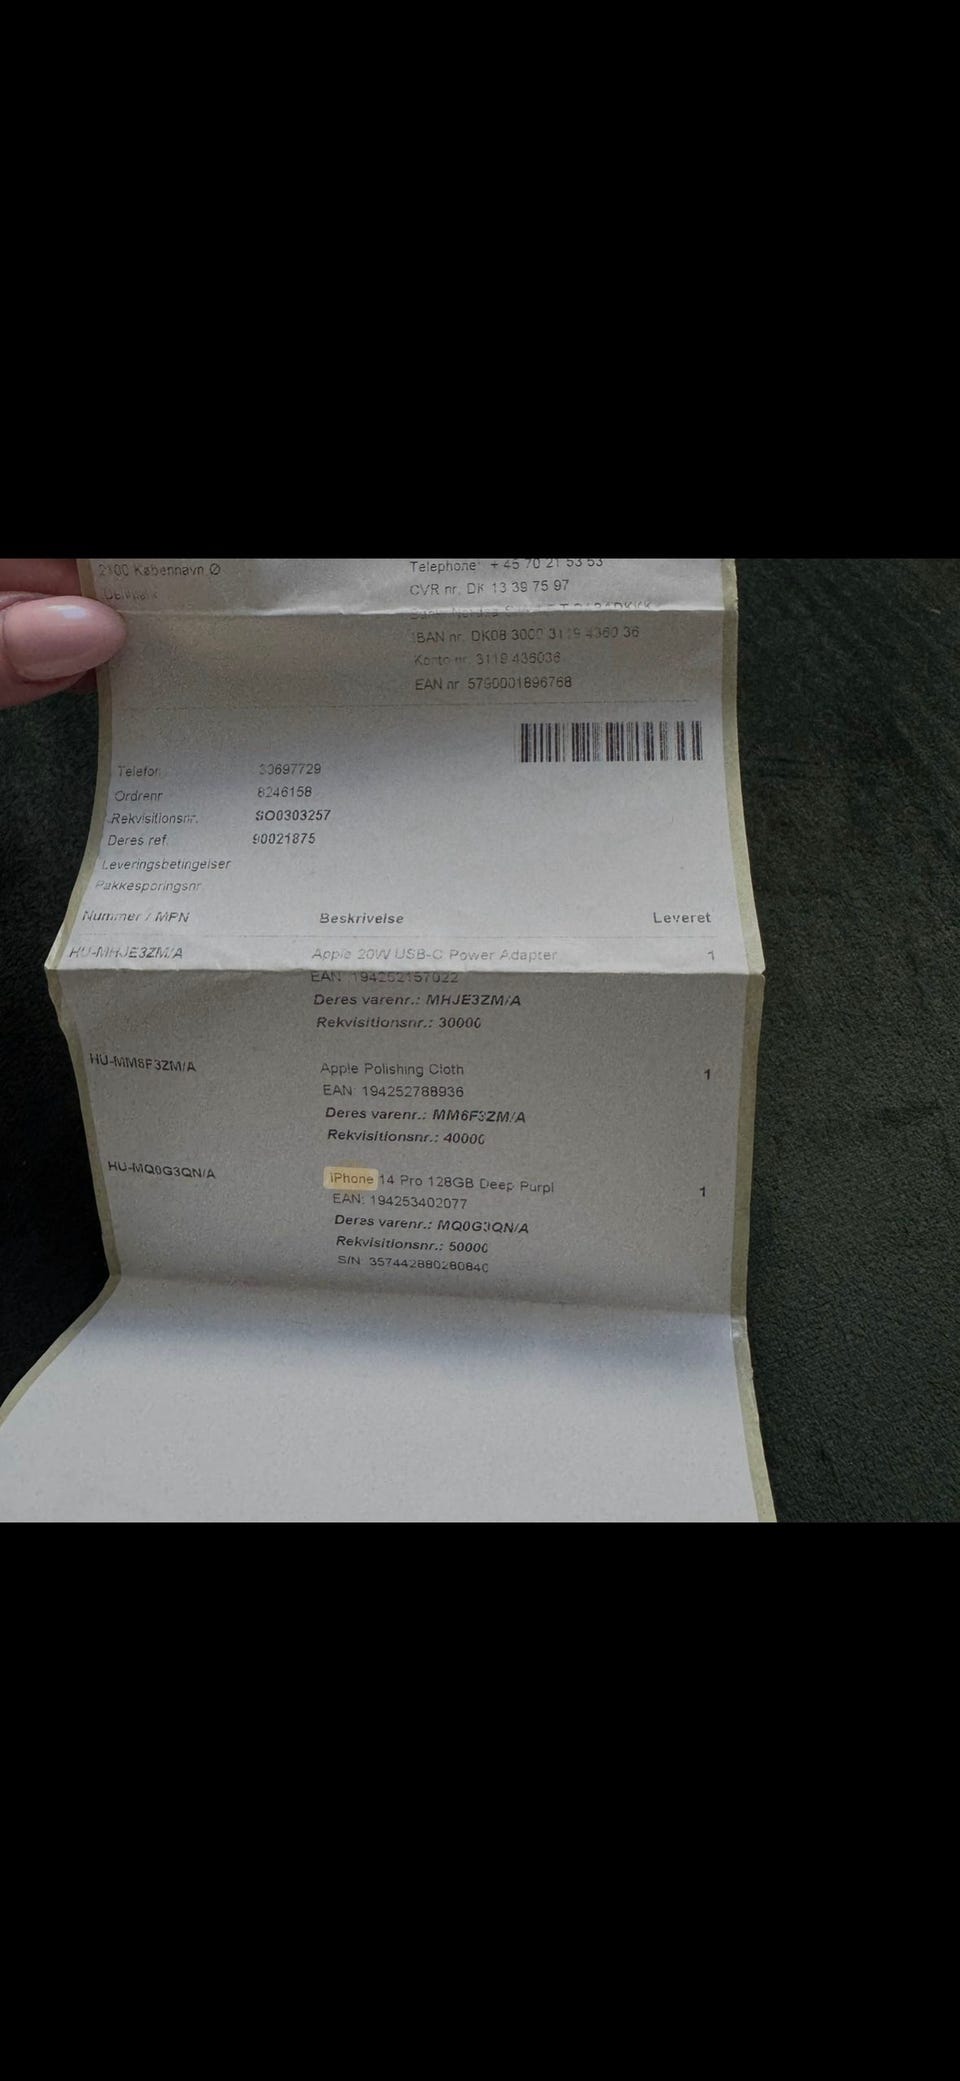 København Ø
Telephone: + 45 70 21 53 53
CVR nr. DK 13 39 75 97
IBAN nr. DK08 3000 3119 4360 36
Konto nr. 3119 436036
EAN nr. 5790001896768
Telefon
Ordrenr 8246158
Rekvisitionsnr. SO0303257
Deres ref. 90021875
Leveringsbetingelser
Pakkesporingsnr
Nummer / MPN Beskrivelse Leveret
HU-MHJE3ZM/A Apple 20W USB-C Power Adapter 1
EAN: 194252157022
Deres varenr.: MHJE3ZM/A
Rekvisitionsnr.: 30000
HU-MM6F3ZM/A Apple Polishing Cloth 1
EAN: 194252788936
Deres varenr.: MM6F3ZM/A
Rekvisitionsnr.: 40000
HU-MQ0G3QN/A iPhone 14 Pro 128GB Deep Purpl 1
EAN: 194253402077
Deres varenr.: MQ0G3QN/A
Rekvisitionsnr.: 50000
S/N 357442880280840